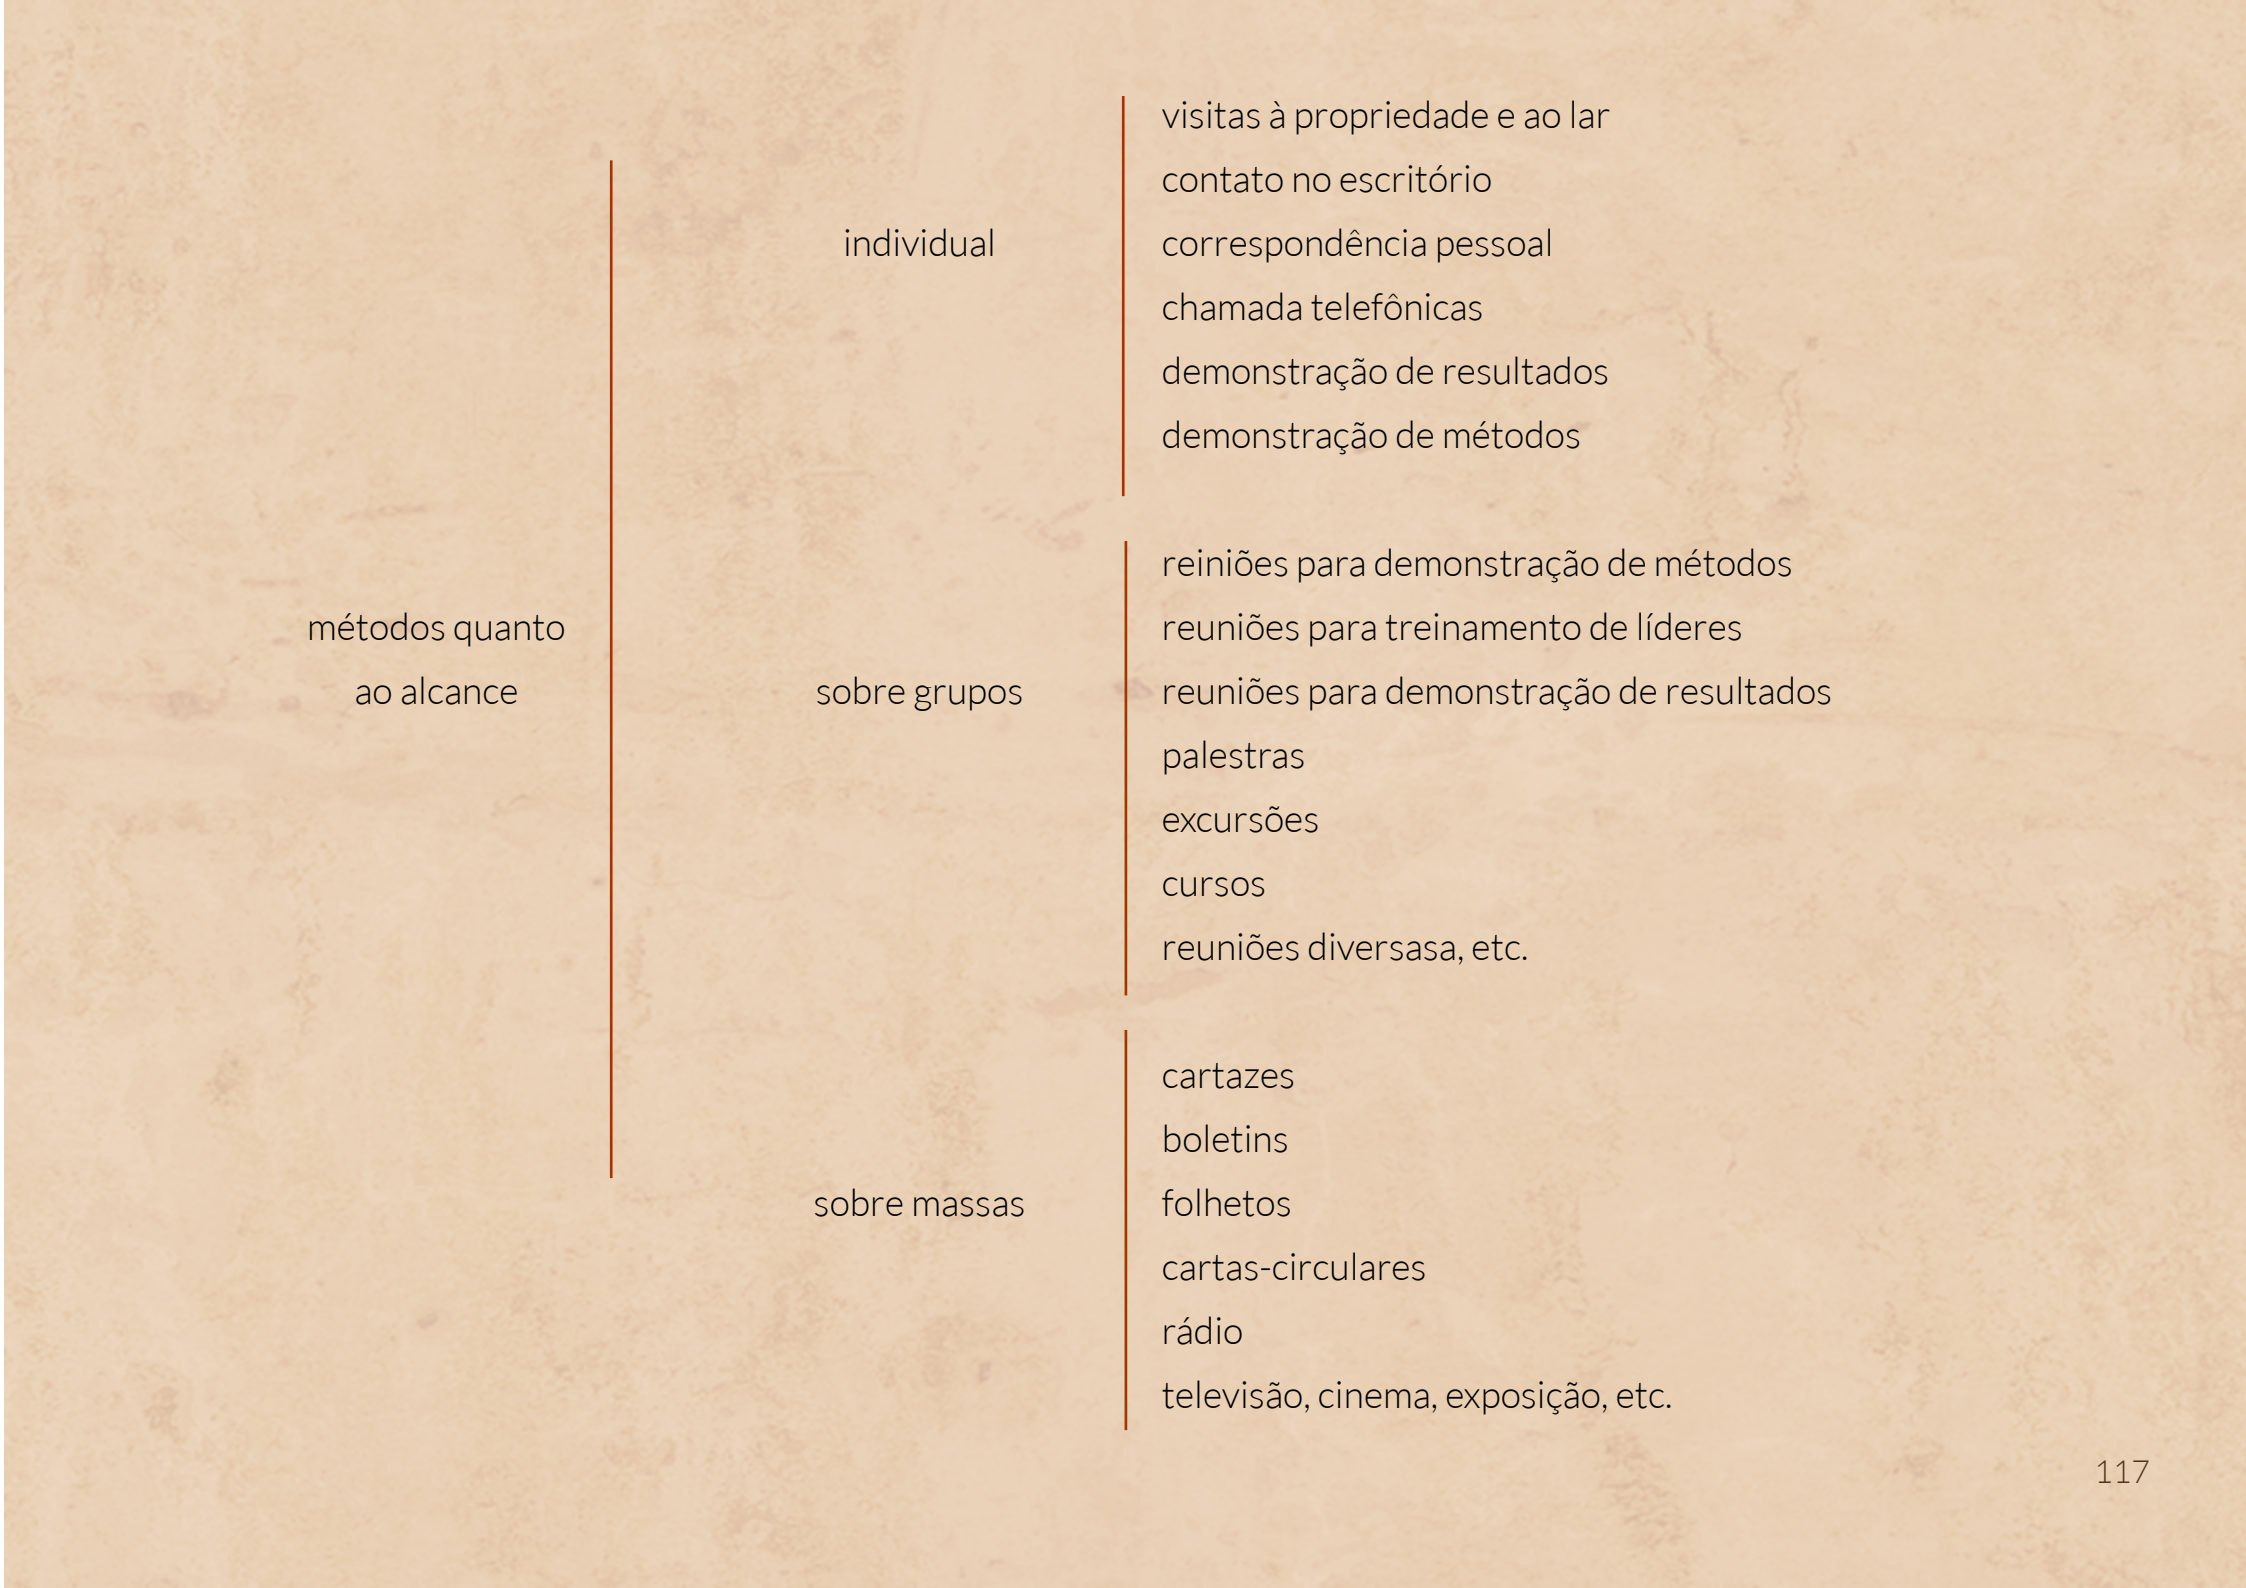 visitas à propriedade e ao lar
contato no escritório
individual
correspondência pessoal
chamada telefônicas
demonstração de resultados
demonstração de métodos
reiniões para demonstração de métodos
métodos quanto
reuniões para treinamento de líderes
ao alcance
sobre grupos
reuniões para demonstração de resultados
palestras
excursões
cursos
reuniões diversasa, etc.
cartazes
boletins
sobre massas
folhetos
cartas-circulares
rádio
televisão, cinema, exposição, etc.
117